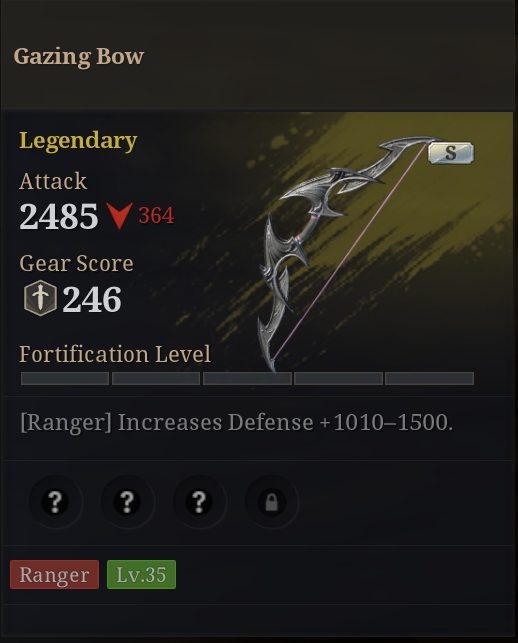 Gazing Bow
Legendary
S
Attack
2485 364
Gear Score
246
Fortification Level
[Ranger] Increases Defense +1010–1500.
? ? ?
Ranger Lv.35